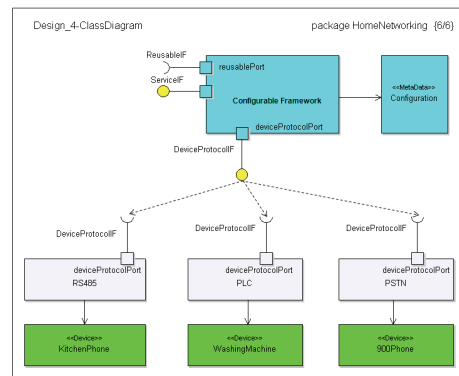 Design_4-ClassDiagram
package HomeNetworking {6/6}
ReusableIF
reusablePort
ServiceIF
Configurable Framework
<<MetaData>>
Configuration
deviceProtocolPort
DeviceProtocolIF
DeviceProtocolIF
DeviceProtocolIF
DeviceProtocolIF
deviceProtocolPort
deviceProtocolPort
deviceProtocolPort
RS485
PLC
PSTN
<<Device>>
<<Device>>
<<Device>>
KitchenPhone
WashingMachine
900Phone